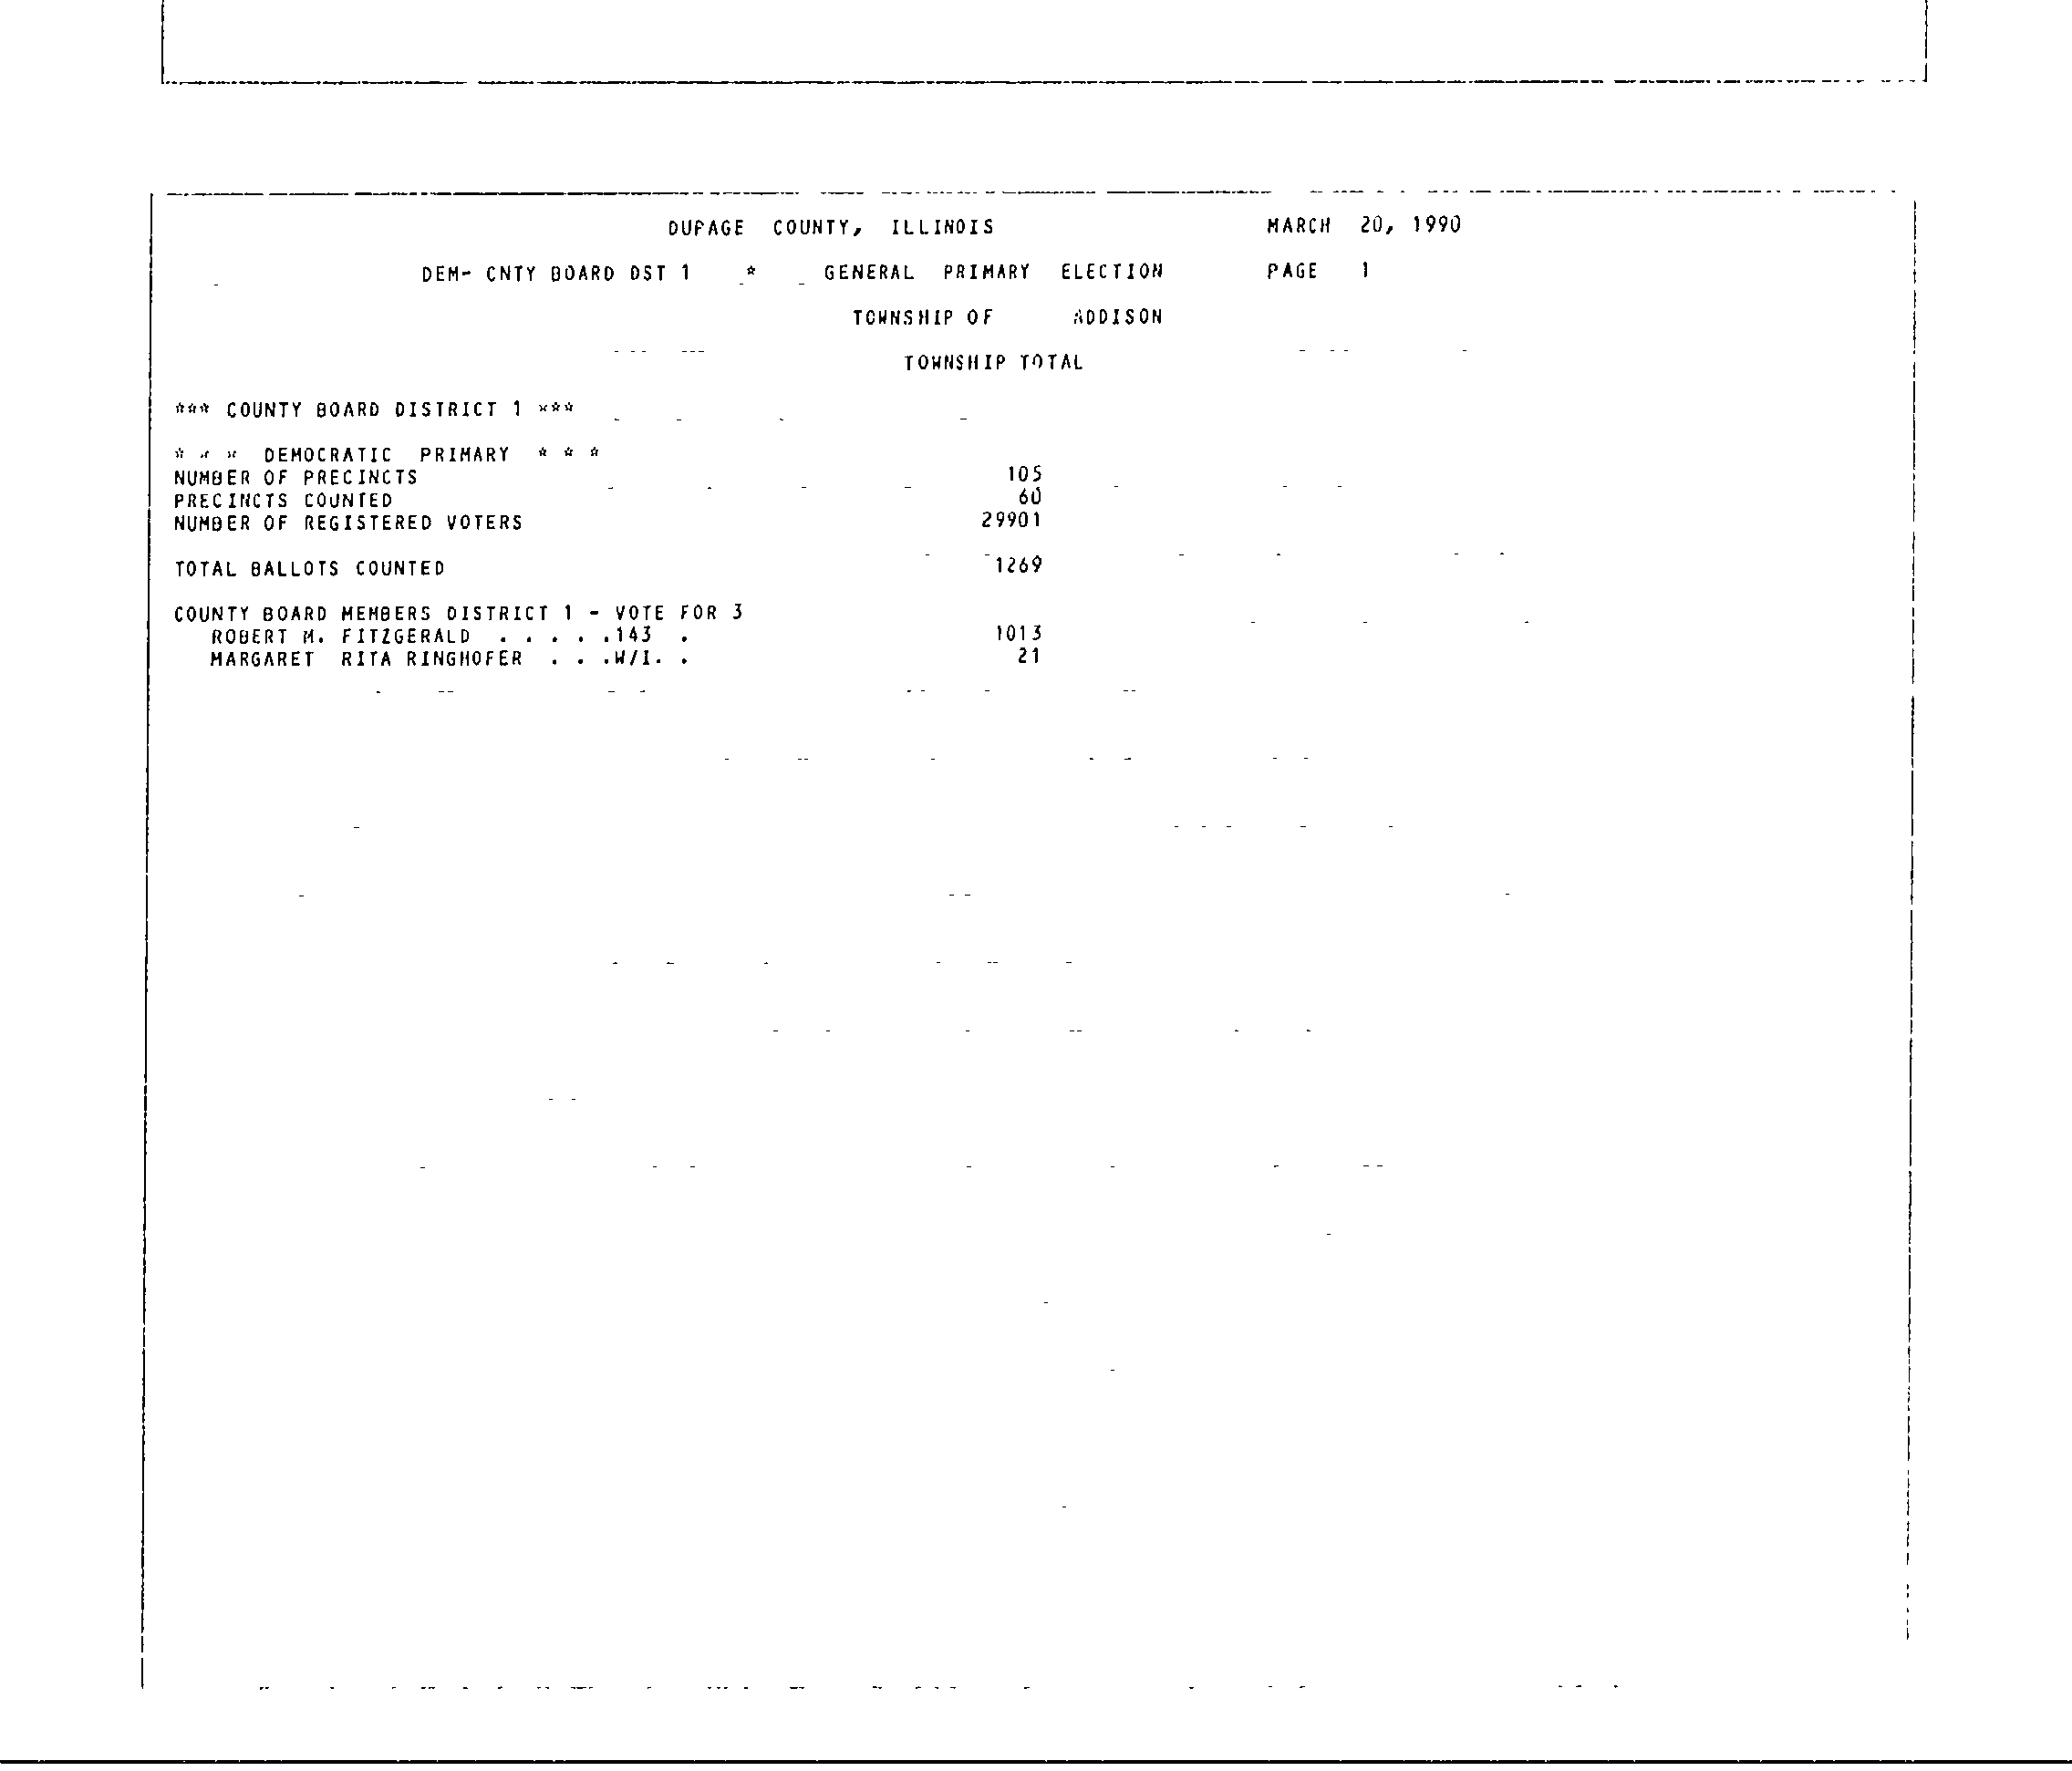 DUPAGE COUNTY, ILLINOIS MARCH 20, 1990
DEM- CNTY BOARD DST 1 * GENERAL PRIMARY ELECTION PAGE 1
TOWNSHIP OF ADDISON
TOWNSHIP TOTAL
*** COUNTY BOARD DISTRICT 1 ***
* * * DEMOCRATIC PRIMARY * * *
NUMBER OF PRECINCTS 105
PRECINCTS COUNTED 60
NUMBER OF REGISTERED VOTERS 29901
TOTAL BALLOTS COUNTED 1269
COUNTY BOARD MEMBERS DISTRICT 1 - VOTE FOR 3
ROBERT M. FITZGERALD . . . . .143 . 1013
MARGARET RITA RINGHOFER . . .W/I. . 21